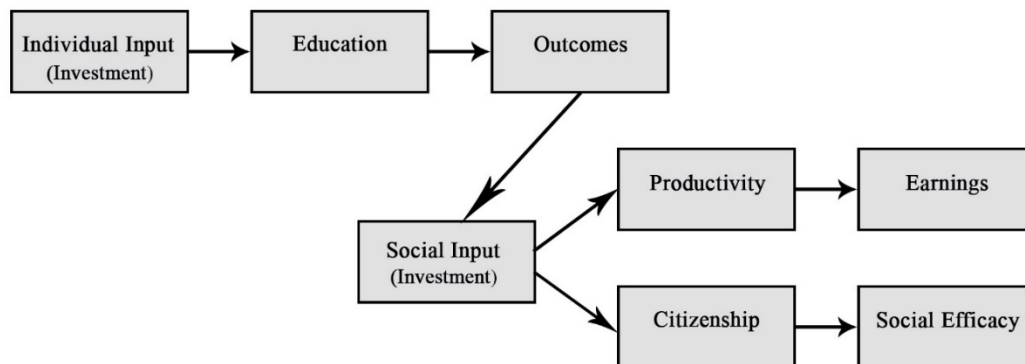 Individual Input
(Investment)
Education
Outcomes
Productivity
Earnings
Social Input
(Investment)
Citizenship
Social Efficacy